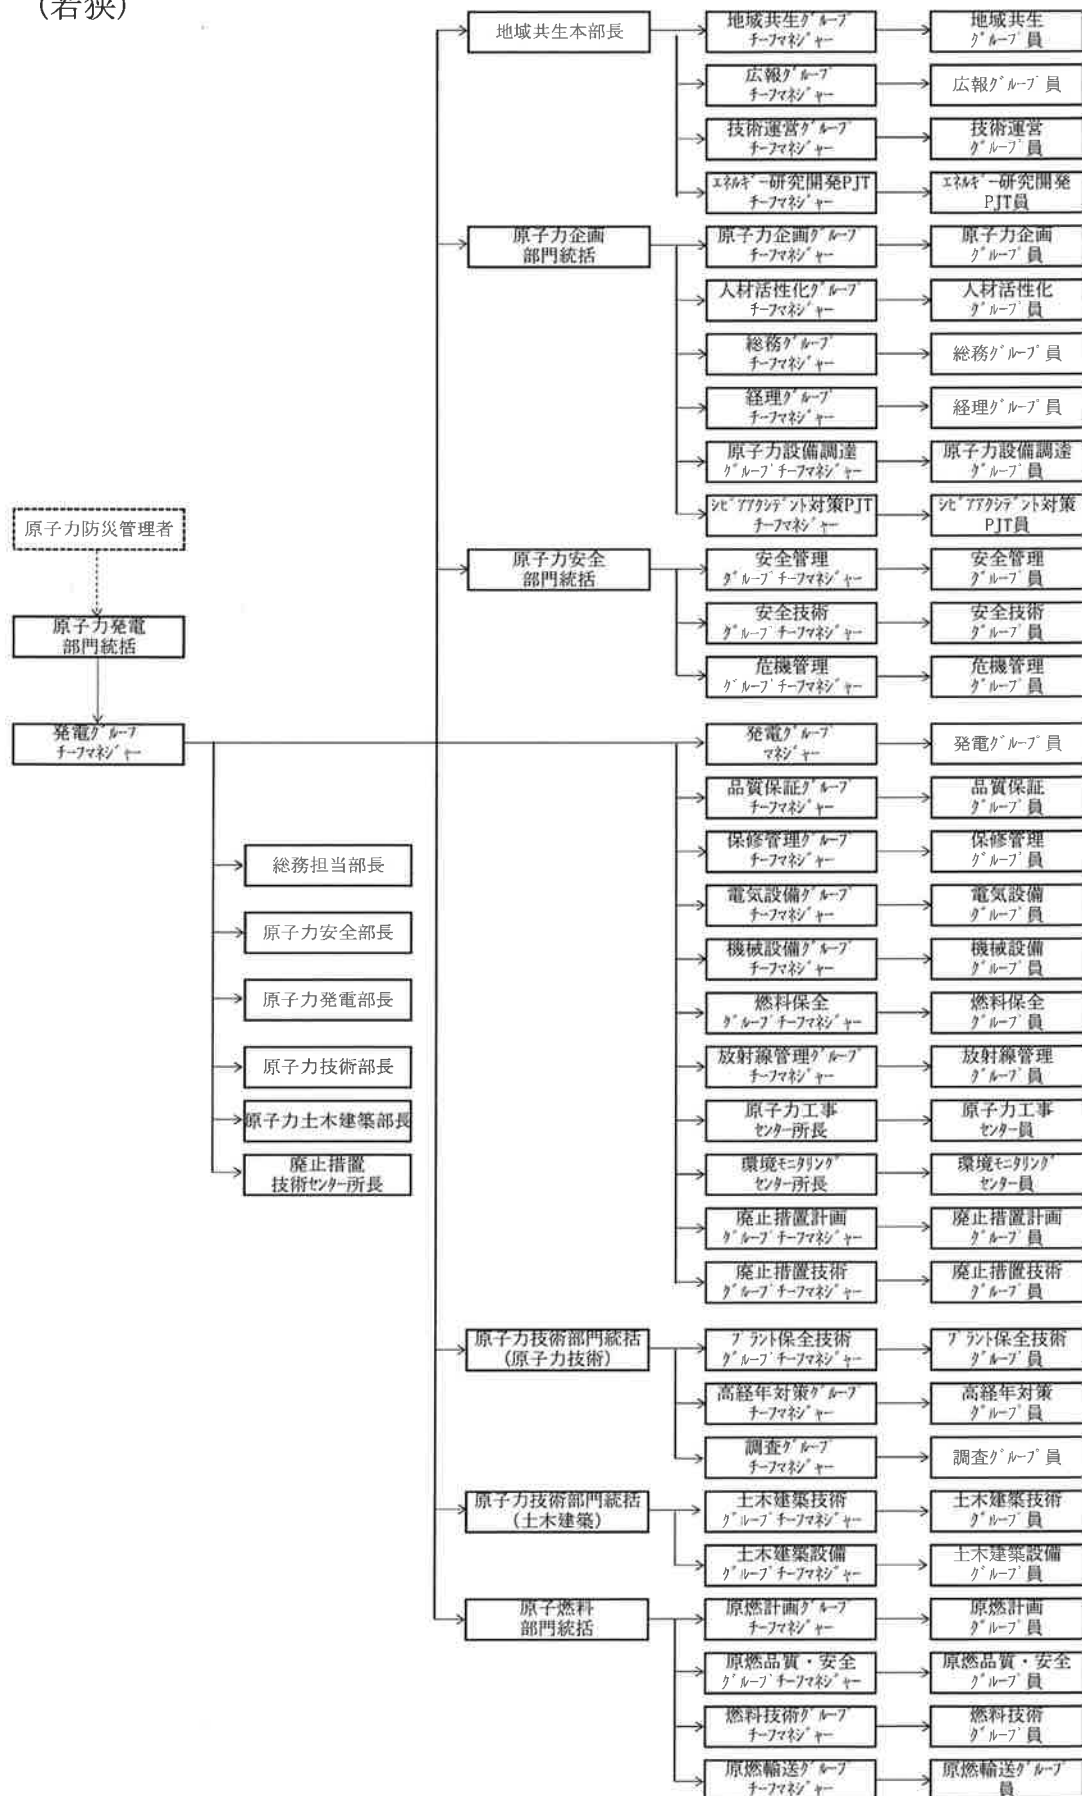 (若狭)
地域共生本部長
地域共生グループ
チーフマネジャー
地域共生
グループ員
広報グループ
チーフマネジャー
広報グループ員
技術運営グループ
チーフマネジャー
技術運営
グループ員
エネルギー研究開発PJT
チーフマネジャー
エネルギー研究開発
PJT員
原子力企画
部門統括
原子力企画グループ
チーフマネジャー
原子力企画
グループ員
人材活性化グループ
チーフマネジャー
人材活性化
グループ員
総務グループ
チーフマネジャー
総務グループ員
経理グループ
チーフマネジャー
経理グループ員
原子力設備調達
グループチーフマネジャー
原子力設備調達
グループ員
シビアアクシデント対策PJT
チーフマネジャー
シビアアクシデント対策
PJT員
原子力防災管理者
原子力安全
部門統括
安全管理
グループチーフマネジャー
安全管理
グループ員
安全技術
グループチーフマネジャー
安全技術
グループ員
危機管理
グループチーフマネジャー
危機管理
グループ員
原子力発電
部門統括
発電グループ
チーフマネジャー
発電グループ
マネジャー
発電グループ員
品質保証グループ
チーフマネジャー
品質保証
グループ員
保修管理グループ
チーフマネジャー
保修管理
グループ員
電気設備グループ
チーフマネジャー
電気設備
グループ員
機械設備グループ
チーフマネジャー
機械設備
グループ員
燃料保全
グループチーフマネジャー
燃料保全
グループ員
放射線管理グループ
チーフマネジャー
放射線管理
グループ員
原子力工事
センター所長
原子力工事
センター員
環境モニタリング
センター所長
環境モニタリング
センター員
廃止措置計画
グループチーフマネジャー
廃止措置計画
グループ員
廃止措置技術
グループチーフマネジャー
廃止措置技術
グループ員
総務担当部長
原子力安全部長
原子力発電部長
原子力技術部長
原子力土木建築部長
廃止措置
技術センター所長
原子力技術部門統括
(原子力技術)
プラント保全技術
グループチーフマネジャー
プラント保全技術
グループ員
高経年対策グループ
チーフマネジャー
高経年対策
グループ員
調査グループ
チーフマネジャー
調査グループ員
原子力技術部門統括
(土木建築)
土木建築技術
グループチーフマネジャー
土木建築技術
グループ員
土木建築設備
グループチーフマネジャー
土木建築設備
グループ員
原子燃料
部門統括
原燃計画グループ
チーフマネジャー
原燃計画
グループ員
原燃品質・安全
グループチーフマネジャー
原燃品質・安全
グループ員
燃料技術グループ
チーフマネジャー
燃料技術
グループ員
原燃輸送グループ
チーフマネジャー
原燃輸送グループ
員